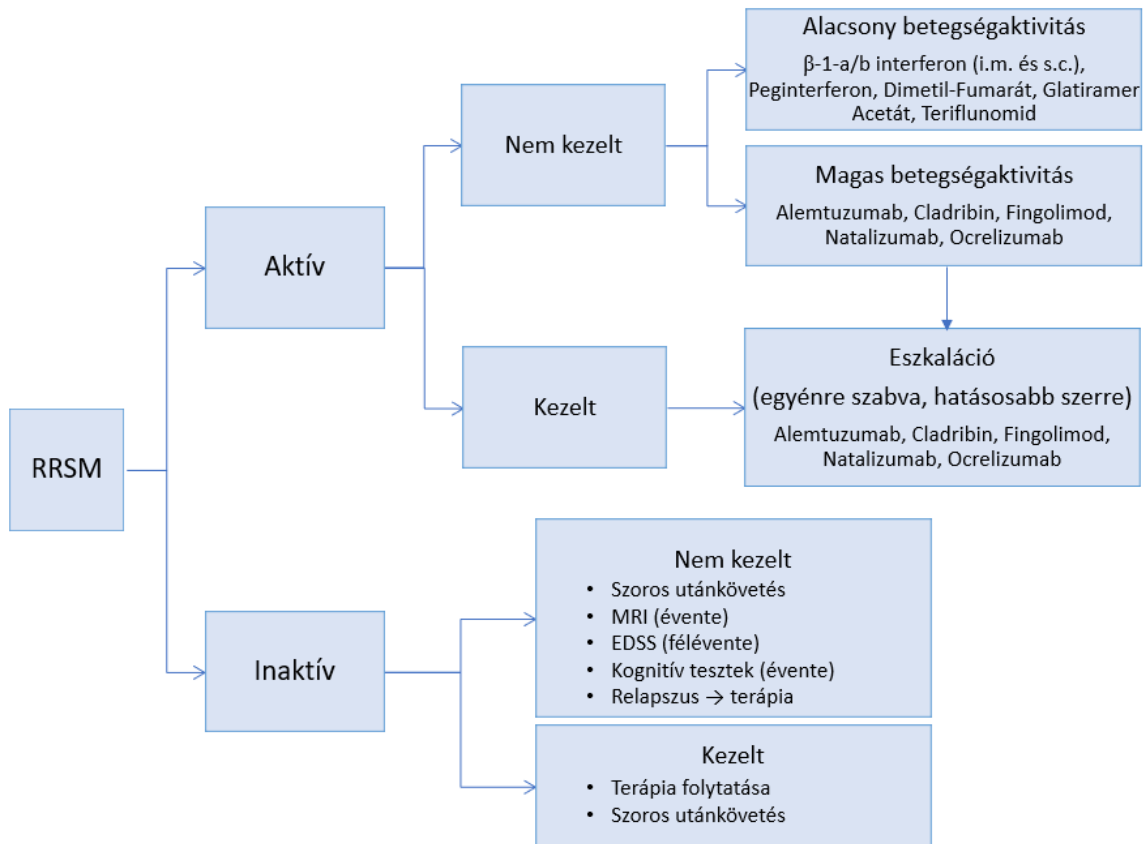 RRSM
Aktív
Nem kezelt
Alacsony betegségaktivitás
β-1-a/b interferon (i.m. és s.c.),
Peginterferon, Dimetil-Fumarát, Glatiramer
Acetát, Teriflunomid
Magas betegségaktivitás
Alemtuzumab, Cladribin, Fingolimod,
Natalizumab, Ocrelizumab
Kezelt
Eszkaláció
(egyénre szabva, hatásosabb szerre)
Alemtuzumab, Cladribin, Fingolimod,
Natalizumab, Ocrelizumab
Inaktív
Nem kezelt
• Szoros utánkövetés
• MRI (évente)
• EDSS (félévente)
• Kognitív tesztek (évente)
• Relapszus → terápia
Kezelt
• Terápia folytatása
• Szoros utánkövetés